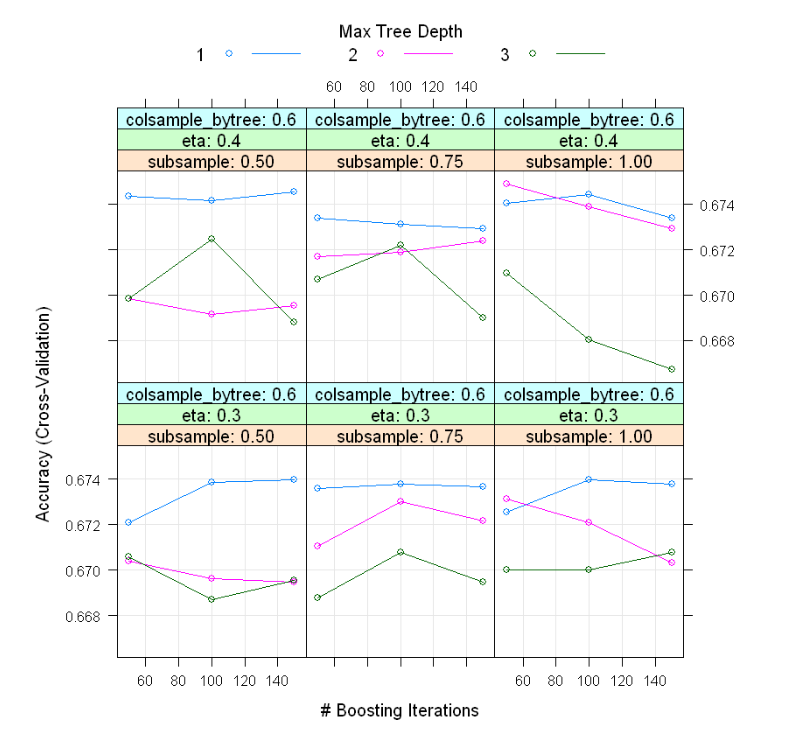 Max Tree Depth
1 2 3
60 80 100 120 140
colsample_bytree: 0.6 colsample_bytree: 0.6 colsample_bytree: 0.6
eta: 0.4 eta: 0.4 eta: 0.4
subsample: 0.50 subsample: 0.75 subsample: 1.00
0.674
0.672
0.670
0.668
Accuracy (Cross-Validation)
colsample_bytree: 0.6 colsample_bytree: 0.6 colsample_bytree: 0.6
eta: 0.3 eta: 0.3 eta: 0.3
subsample: 0.50 subsample: 0.75 subsample: 1.00
0.674
0.672
0.670
0.668
60 80 100 120 140 60 80 100 120 140
# Boosting Iterations